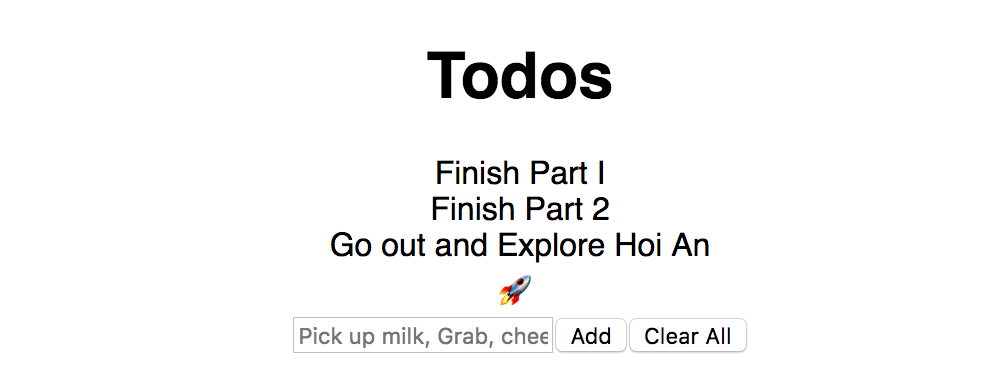 Todos
Finish Part I
Finish Part 2
Go out and Explore Hoi An
🚀
Pick up milk, Grab, chee Add Clear All